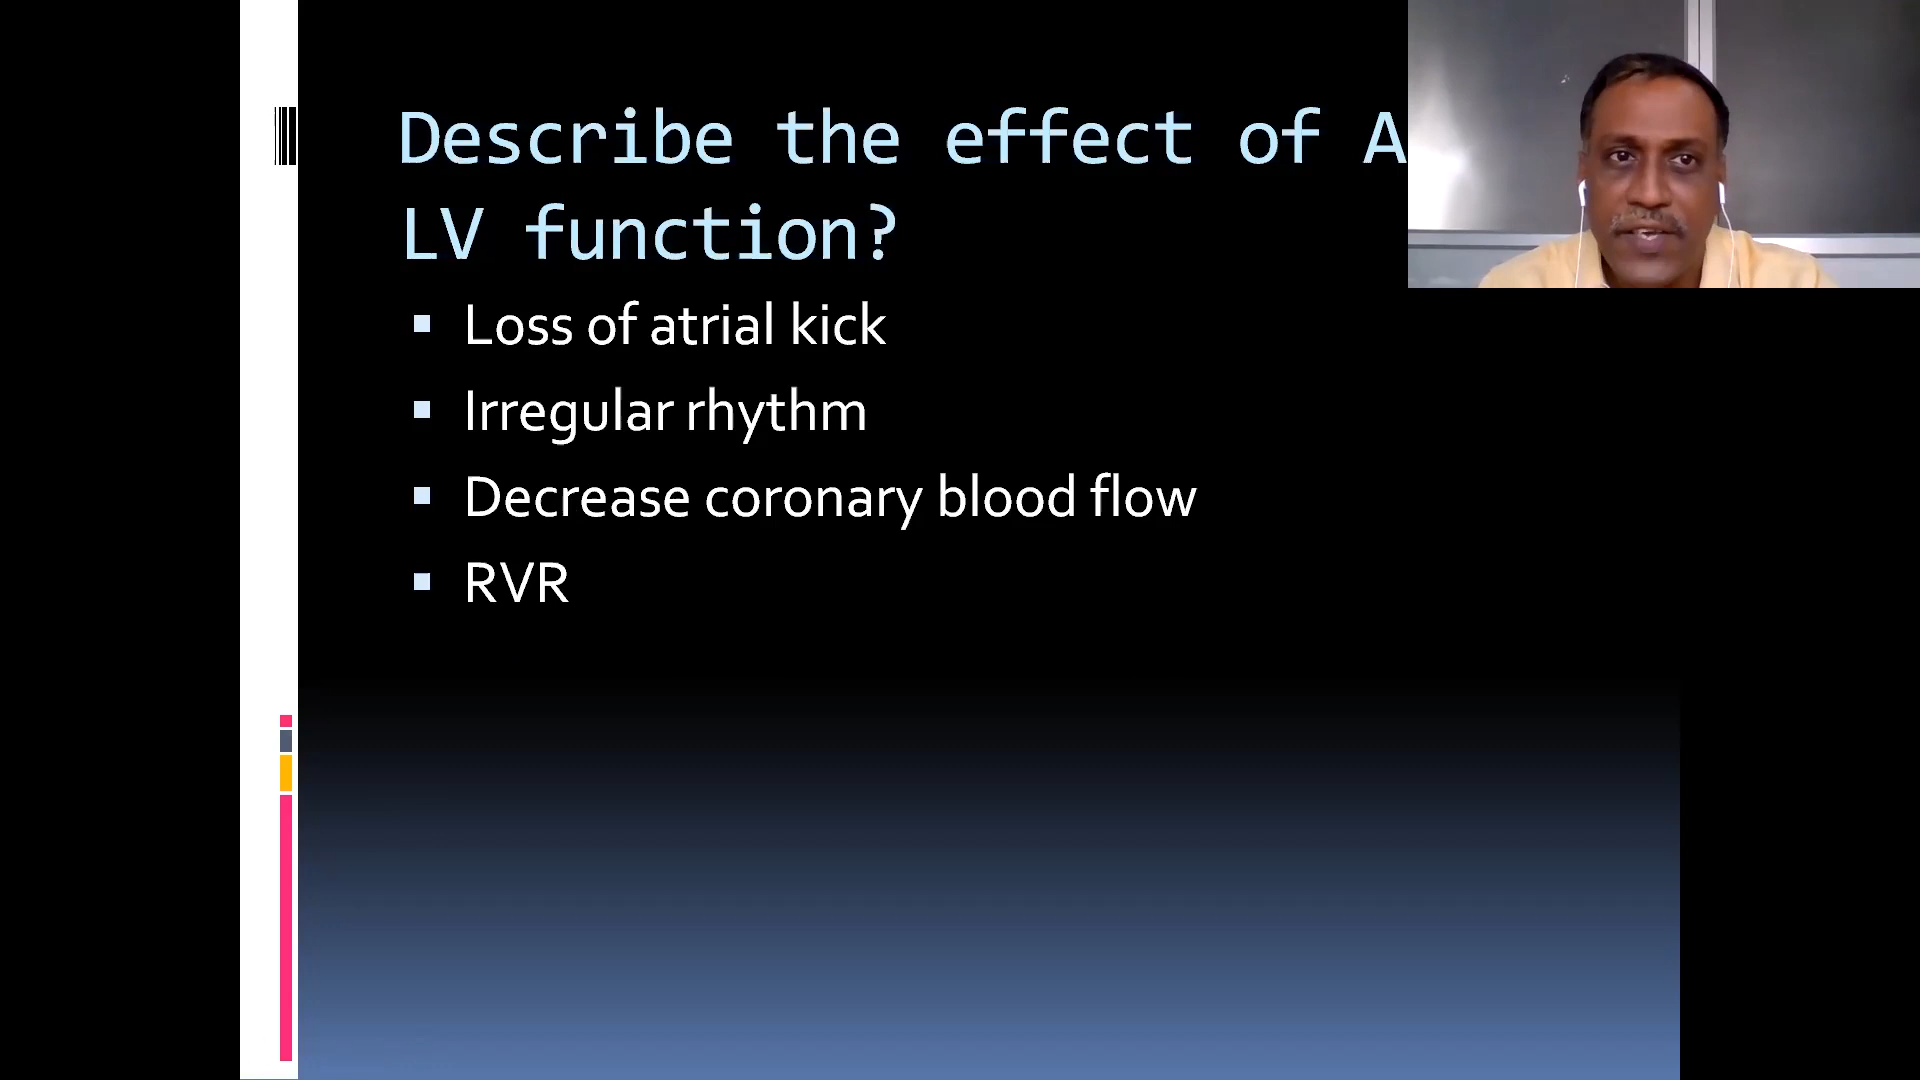 Describe the effect of A
LV function?
Loss of atrial kick
Irregular rhythm
Decrease coronary blood flow
RVR